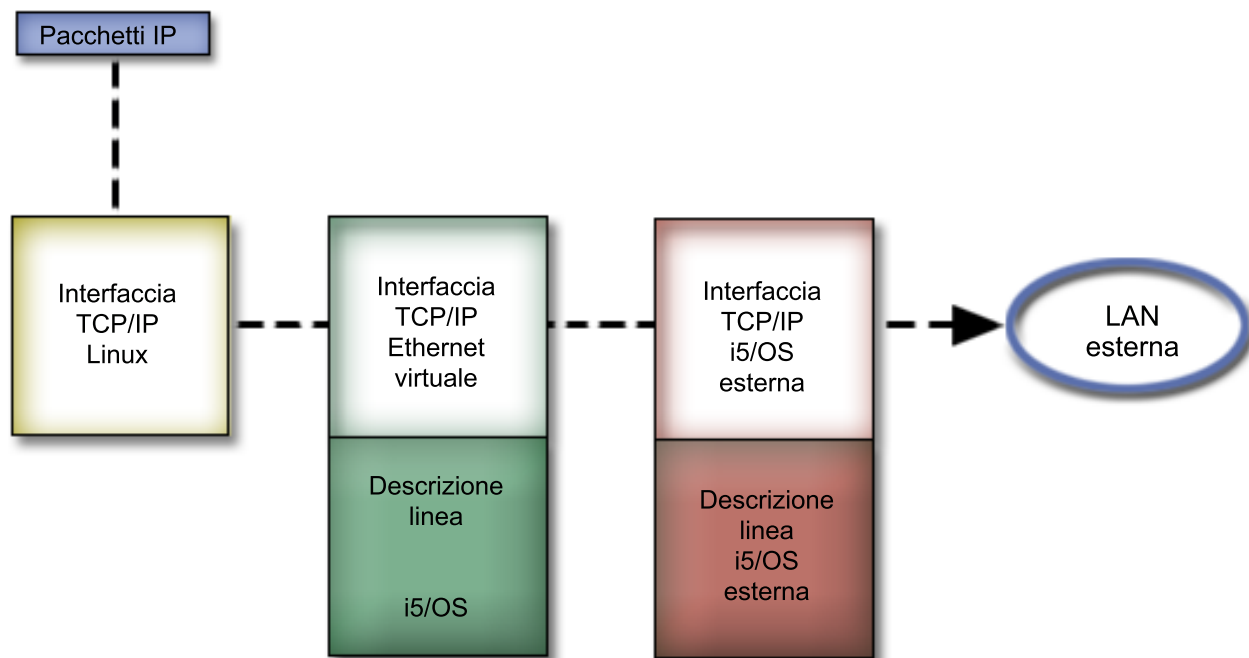 Pacchetti IP
Interfaccia
TCP/IP
Linux
Interfaccia
TCP/IP
Ethernet
virtuale
Descrizione
linea
i5/OS
Interfaccia
TCP/IP
i5/OS
esterna
Descrizione
linea
i5/OS
esterna
LAN
esterna